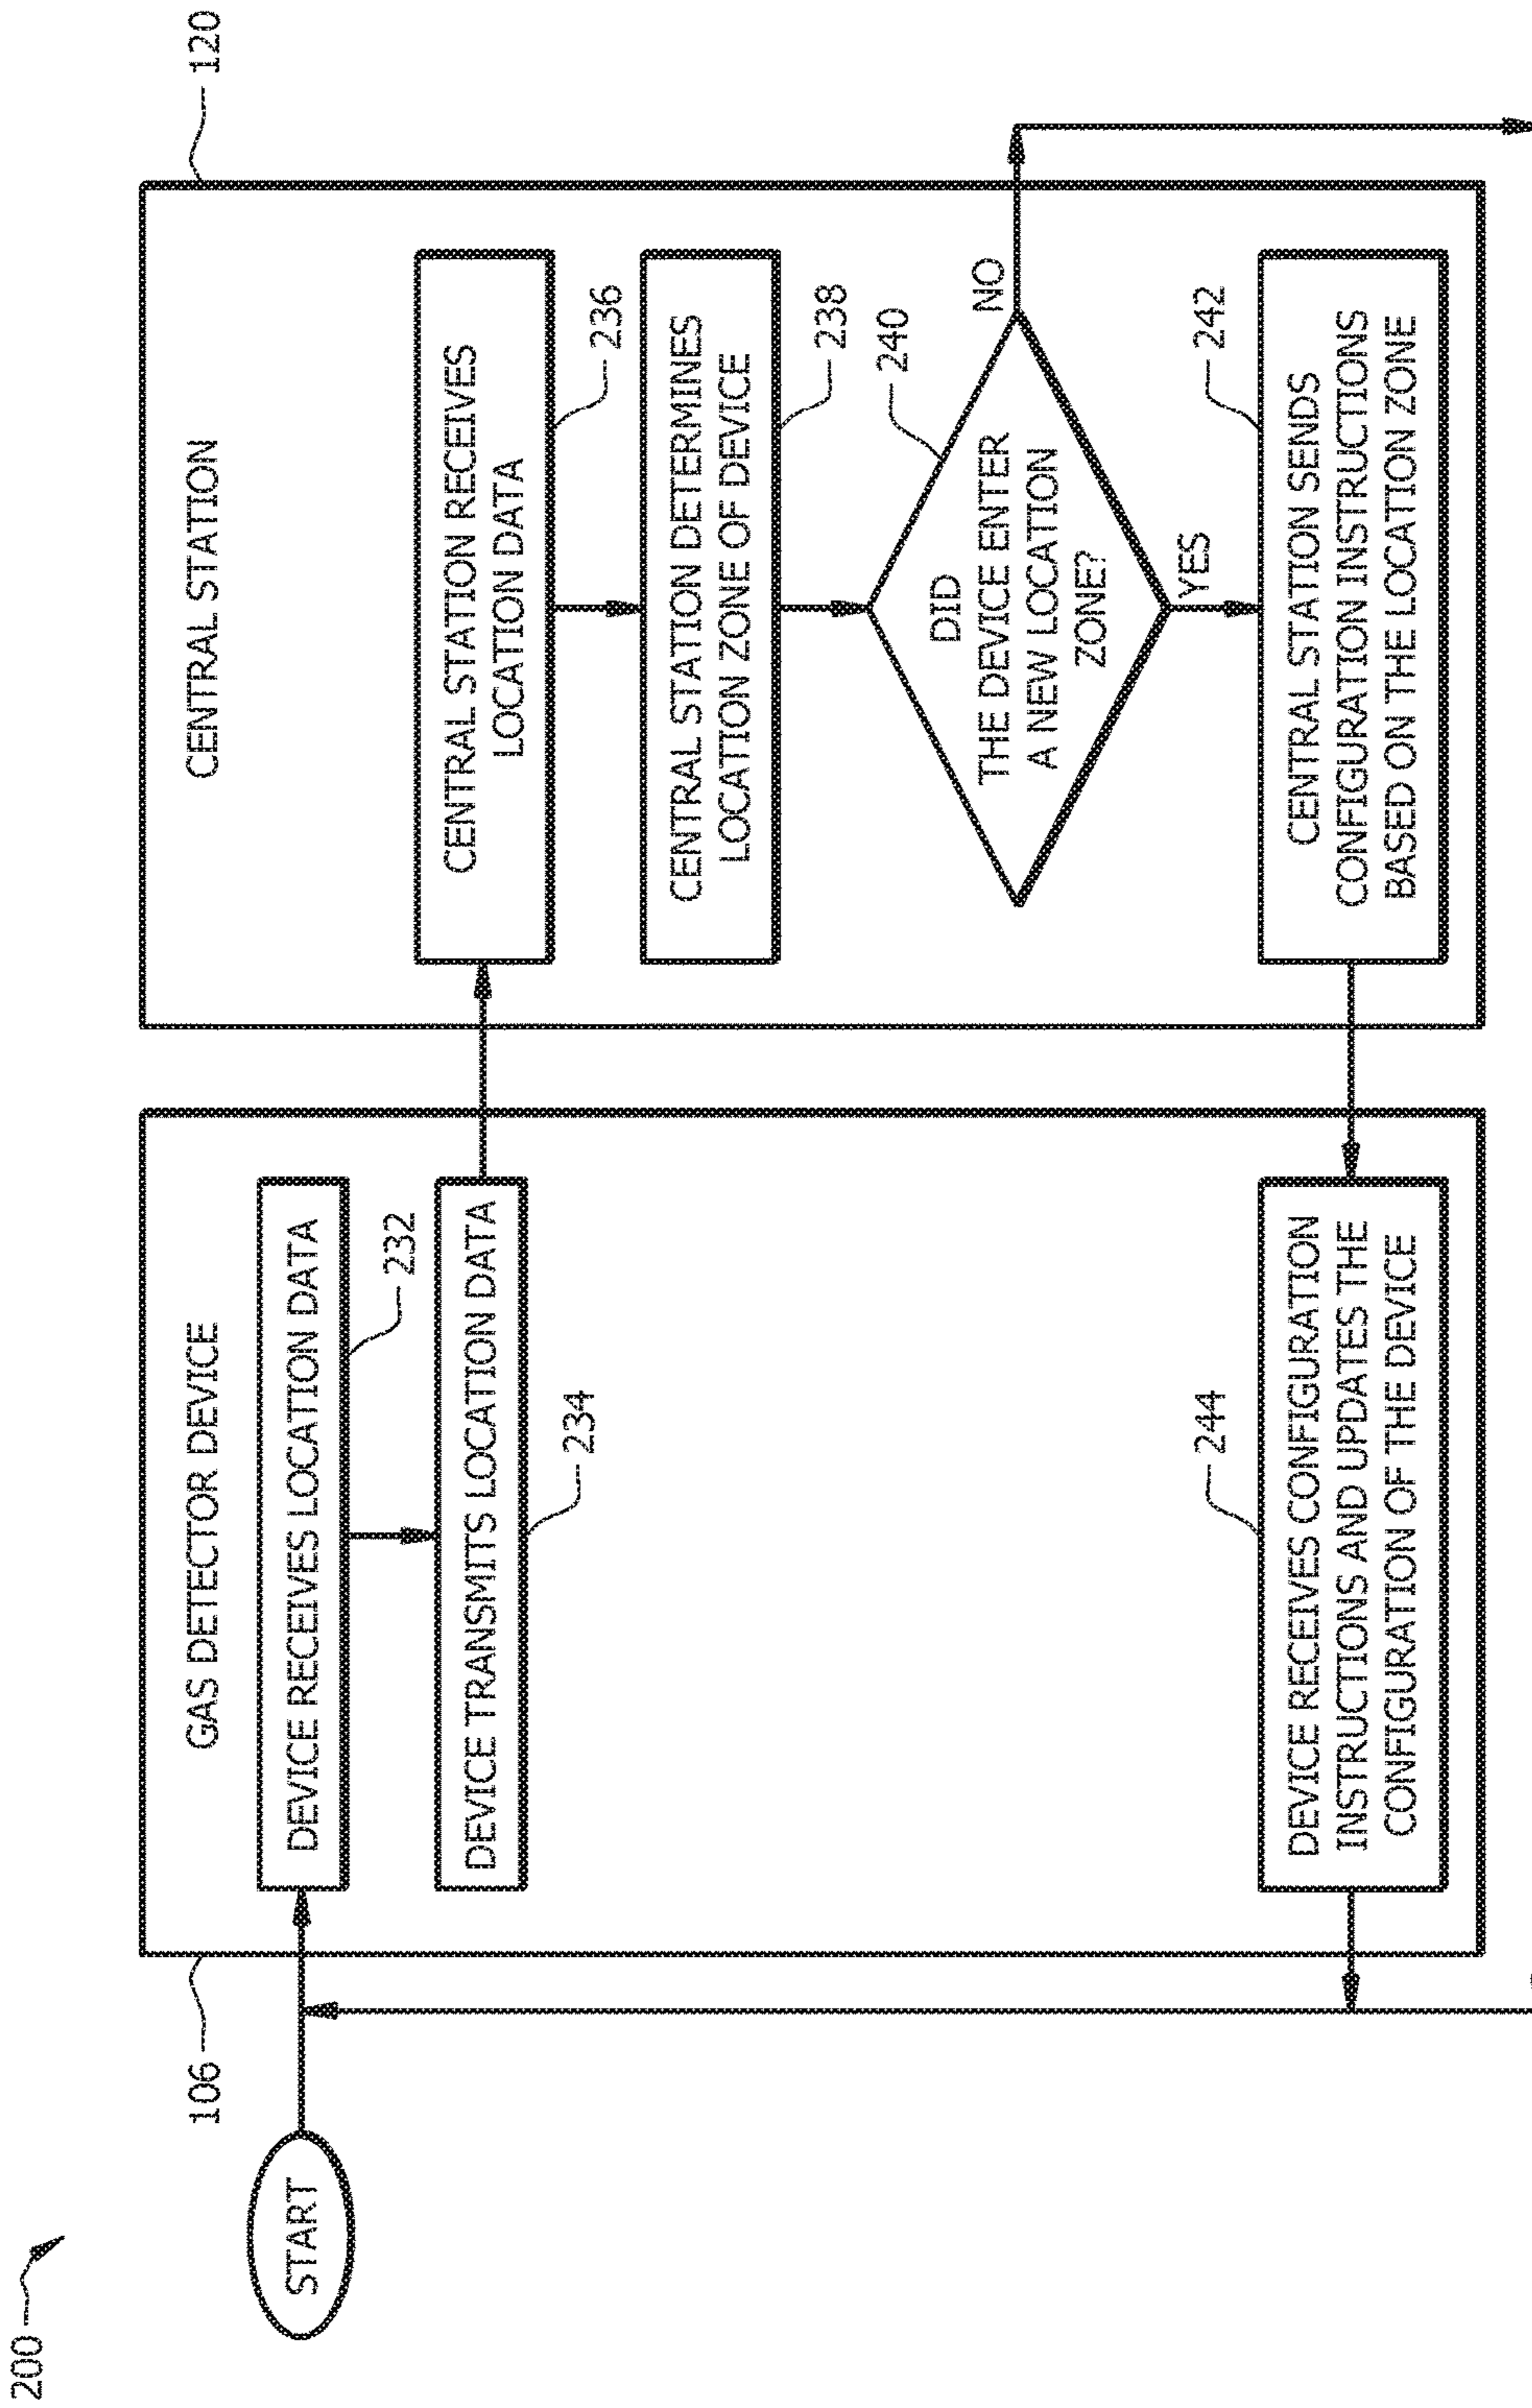 200
START
106
GAS DETECTOR DEVICE
DEVICE RECEIVES LOCATION DATA
232
DEVICE TRANSMITS LOCATION DATA
234
244
DEVICE RECEIVES CONFIGURATION
INSTRUCTIONS AND UPDATES THE
CONFIGURATION OF THE DEVICE
120
CENTRAL STATION
CENTRAL STATION RECEIVES
LOCATION DATA
236
CENTRAL STATION DETERMINES
LOCATION ZONE OF DEVICE
238
240
DID
THE DEVICE ENTER
A NEW LOCATION
ZONE?
NO
YES
242
CENTRAL STATION SENDS
CONFIGURATION INSTRUCTIONS
BASED ON THE LOCATION ZONE